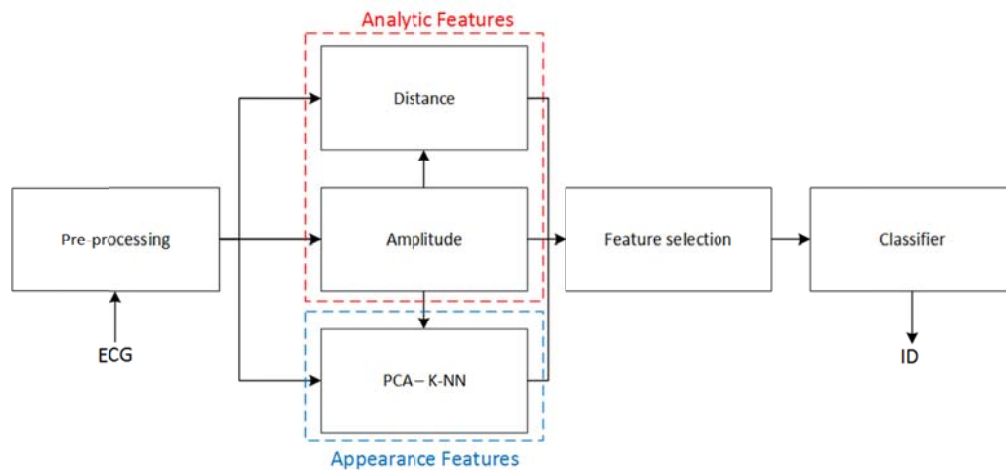 Analytic Features
Distance
Pre-processing
Amplitude
Feature selection
Classifier
ECG
PCA– K-NN
ID
Appearance Features